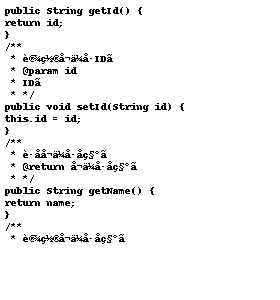 public String getId() {
return id;
}
/**
* è®¾ç½®å¬ä¼å·IDã
* @param id
* IDã
* */
public void setId(String id) {
this.id = id;
}
/**
* è·åå¬ä¼å·åç§°ã
* @return å¬ä¼å·åç§°ã
* */
public String getName() {
return name;
}
/**
* è®¾ç½®å¬ä¼å·åç§°ã